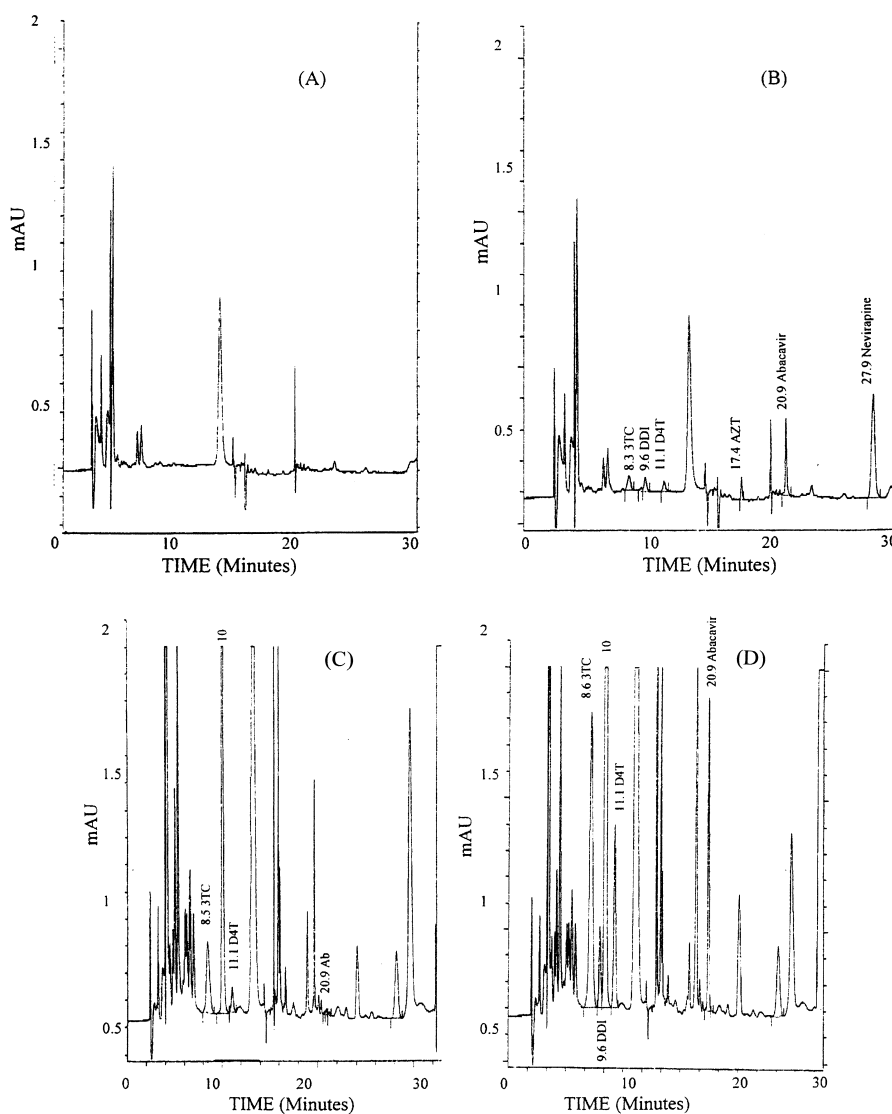 2
(A)
1.5
mAU
1
0.5
0
10
20
30
TIME (Minutes)
2
(B)
1.5
mAU
1
0.5
8.3 3TC
9.6 DDI
11.1 D4T
17.4 AZT
20.9 Abacavir
27.9 Nevirapine
0
10
20
30
TIME (Minutes)
2
10
(C)
1.5
mAU
1
8.5 3TC
11.1 D4T
20.9 Ab
0.5
0
10
20
30
TIME (Minutes)
2
8.6 3TC
10
20.9 Abacavir
(D)
1.5
11.1 D4T
mAU
1
0.5
9.6 DDI
0
10
20
30
TIME (Minutes)